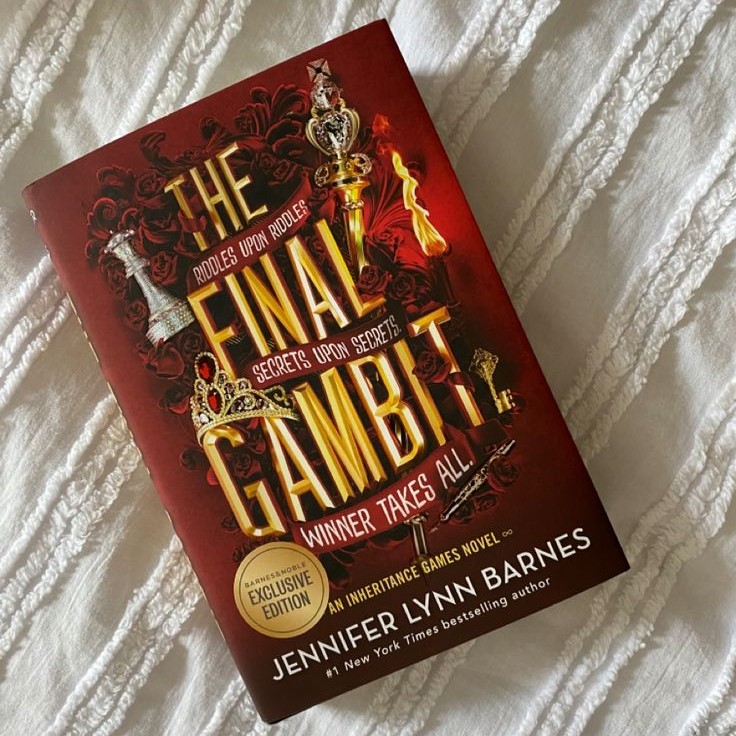 THE
RIDDLES UPON RIDDLES
FINAL
SECRETS UPON SECRETS.
GAMBIT
WINNER TAKES ALL.
BARNES&NOBLE
EXCLUSIVE
EDITION
AN INHERITANCE GAMES NOVEL
JENNIFER LYNN BARNES
#1 New York Times bestselling author